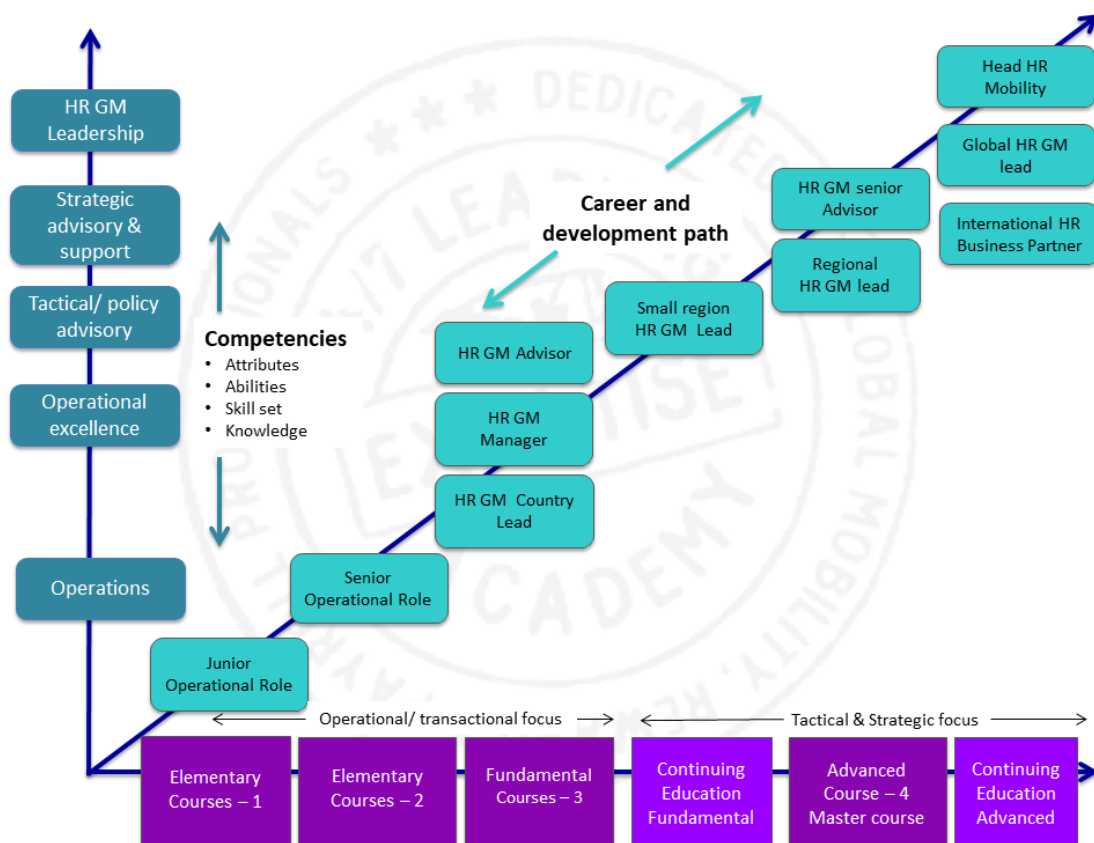 HR GM
Leadership
Strategic
advisory &
support
Tactical/ policy
advisory
Operational
excellence
Operations
Competencies
• Attributes
• Abilities
• Skill set
• Knowledge
Career and
development path
Head HR
Mobility
Global HR GM
lead
International HR
Business Partner
HR GM senior
Advisor
Regional
HR GM lead
Small region
HR GM Lead
HR GM Advisor
HR GM
Manager
HR GM Country
Lead
Senior
Operational Role
Junior
Operational Role
Operational/ transactional focus
Tactical & Strategic focus
Elementary
Courses – 1
Elementary
Courses – 2
Fundamental
Courses – 3
Continuing
Education
Fundamental
Advanced
Course – 4
Master course
Continuing
Education
Advanced
DEDICATED
GLOBAL MOBILITY,
ACADEMY